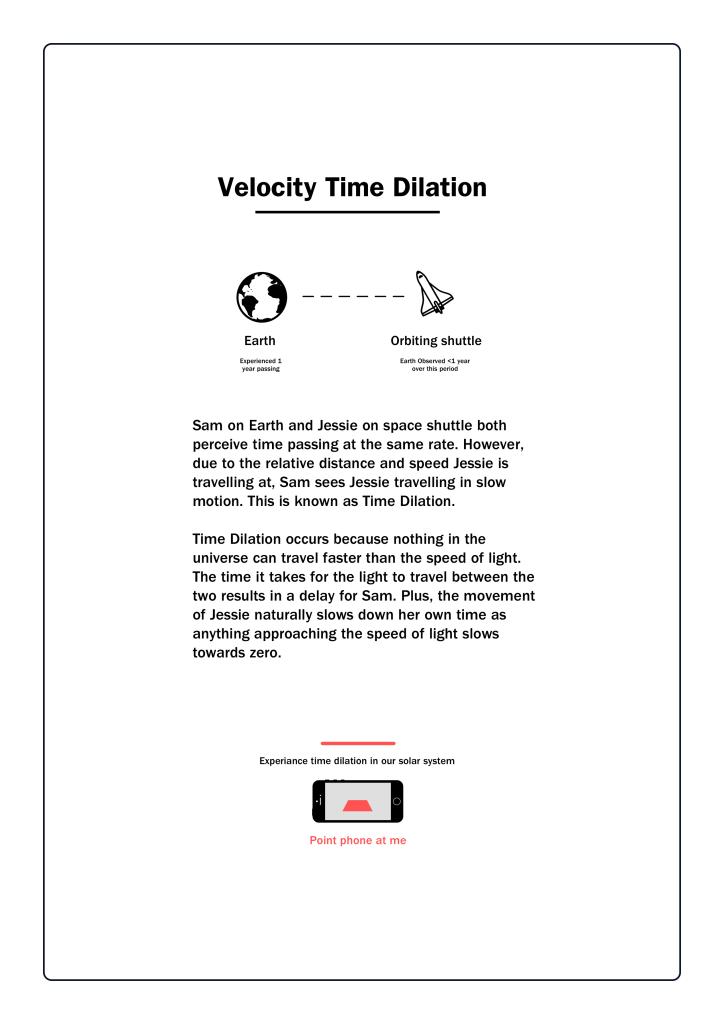 Velocity Time Dilation
Earth
Orbiting shuttle
Experienced 1
year passing
Earth Observed <1 year
over this period
Sam on Earth and Jessie on space shuttle both
perceive time passing at the same rate. However,
due to the relative distance and speed Jessie is
travelling at, Sam sees Jessie travelling in slow
motion. This is known as Time Dilation.
Time Dilation occurs because nothing in the
universe can travel faster than the speed of light.
The time it takes for the light to travel between the
two results in a delay for Sam. Plus, the movement
of Jessie naturally slows down her own time as
anything approaching the speed of light slows
towards zero.
Experiance time dilation in our solar system
Point phone at me